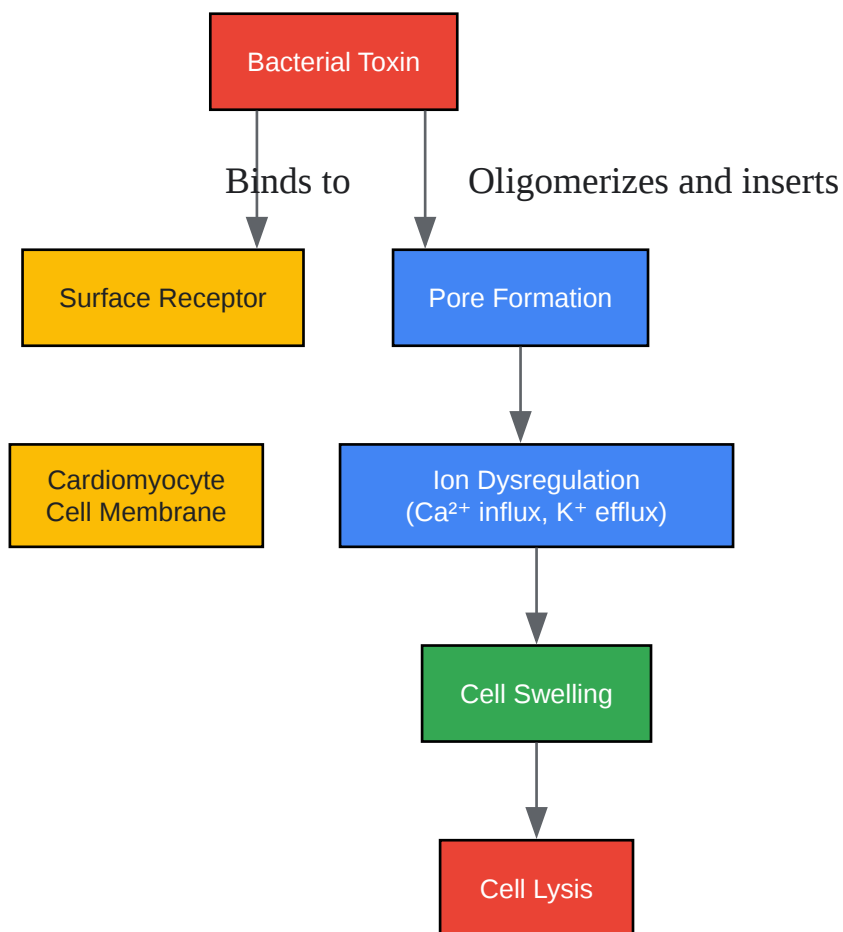 Bacterial Toxin
Binds to
Oligomerizes and inserts
Surface Receptor
Pore Formation
Cardiomyocyte
Cell Membrane
Ion Dysregulation
(Ca²⁺ influx, K⁺ efflux)
Cell Swelling
Cell Lysis